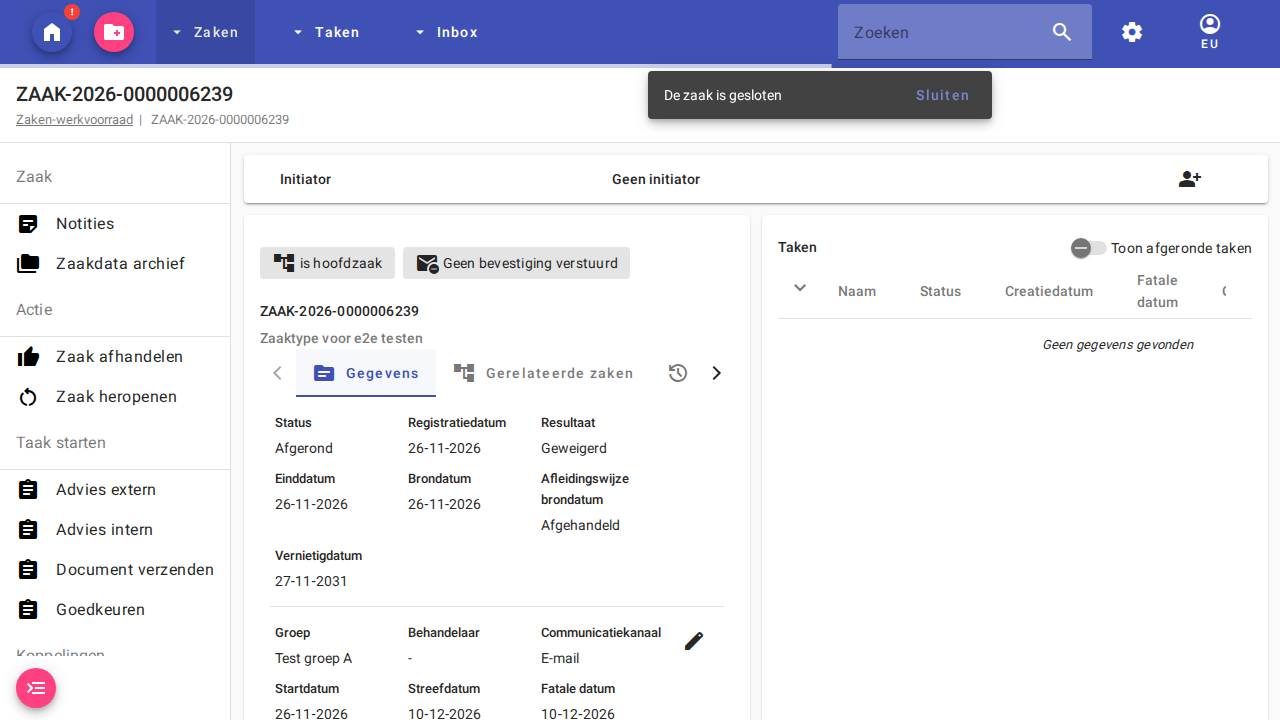 !
Zaken
Taken
Inbox
Zoeken
EU
ZAAK-2026-0000006239
Zaken-werkvoorraad | ZAAK-2026-0000006239
De zaak is gesloten
Sluiten
Zaak
Notities
Zaakdata archief
Actie
Zaak afhandelen
Zaak heropenen
Taak starten
Advies extern
Advies intern
Document verzenden
Goedkeuren
Koppelingen
Initiator
Geen initiator
is hoofdzaak
Geen bevestiging verstuurd
ZAAK-2026-0000006239
Zaaktype voor e2e testen
Gegevens
Gerelateerde zaken
Status
Registratiedatum
Resultaat
Afgerond
26-11-2026
Geweigerd
Einddatum
Brondatum
Afleidingswijze
brondatum
26-11-2026
26-11-2026
Afgehandeld
Vernietigdatum
27-11-2031
Groep
Behandelaar
Communicatiekanaal
Test groep A
-
E-mail
Startdatum
Streefdatum
Fatale datum
26-11-2026
10-12-2026
10-12-2026
Taken
Toon afgeronde taken
Naam
Status
Creatiedatum
Fatale
datum
Geen gegevens gevonden